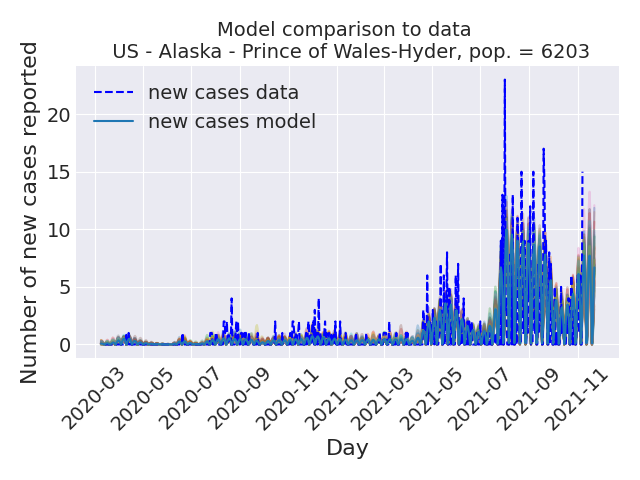 Model comparison to data
US - Alaska - Prince of Wales-Hyder, pop. = 6203
Number of new cases reported
new cases data
new cases model
20
15
10
5
0
2020-03
2020-05
2020-07
2020-09
2020-11
2021-01
2021-03
2021-05
2021-07
2021-09
2021-11
Day